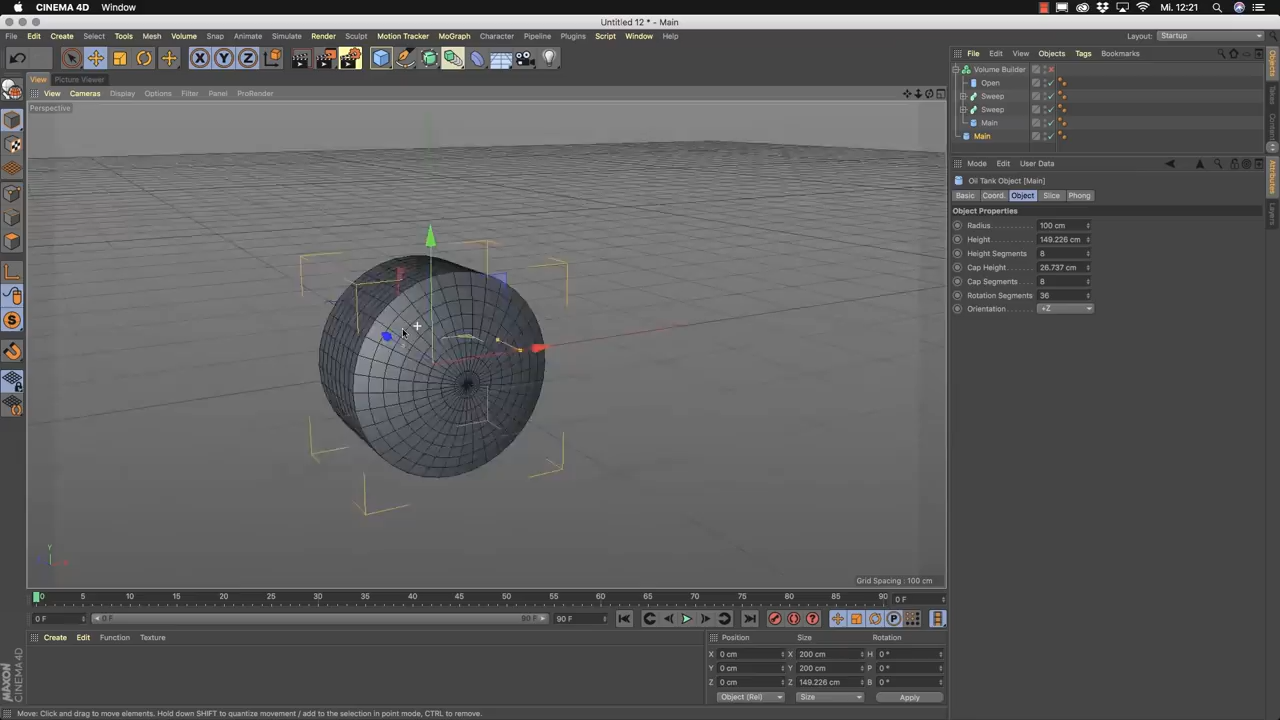 CINEMA 4D Window Mi. 12:21
Untitled 12 * - Main
File Edit Create Select Tools Mesh Volume Snap Animate Simulate Render Sculpt Motion Tracker MoGraph Character Pipeline Plugins Script Window Help Layout: Startup
X Y Z
File Edit View Objects Tags Bookmarks
View Picture Viewer
View Cameras Display Options Filter Panel ProRender
Perspective
Volume Builder
Open
Sweep
Sweep
Main
Main
Mode Edit User Data
Oil Tank Object [Main]
Basic Coord. Object Slice Phong
Object Properties
Radius 100 cm
Height 149.226 cm
Height Segments 8
Cap Height 26.737 cm
Cap Segments 8
Rotation Segments 36
Orientation +Z
Objects
Takes
Attributes
Layers
Y
Grid Spacing : 100 cm
0 5 10 15 20 25 30 35 40 45 50 55 60 65 70 75 80 85 90 0 F
0 F 0 F 90 F 90 F
Create Edit Function Texture
Position Size Rotation
X 0 cm X 200 cm H 0 °
Y 0 cm Y 200 cm P 0 °
Z 0 cm Z 149.226 cm B 0 °
Object (Rel) Size Apply
MAXON
CINEMA 4D
Move: Click and drag to move elements. Hold down SHIFT to quantize movement / add to the selection in point mode, CTRL to remove.